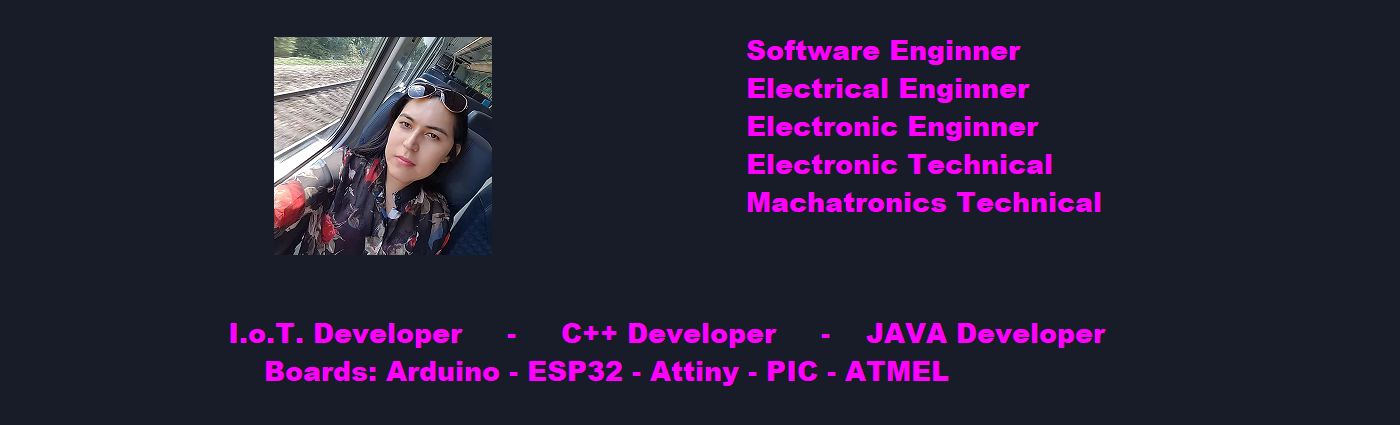 Software Enginner
Electrical Enginner
Electronic Enginner
Electronic Technical
Machatronics Technical
I.o.T. Developer - C++ Developer - JAVA Developer
Boards: Arduino - ESP32 - Attiny - PIC - ATMEL